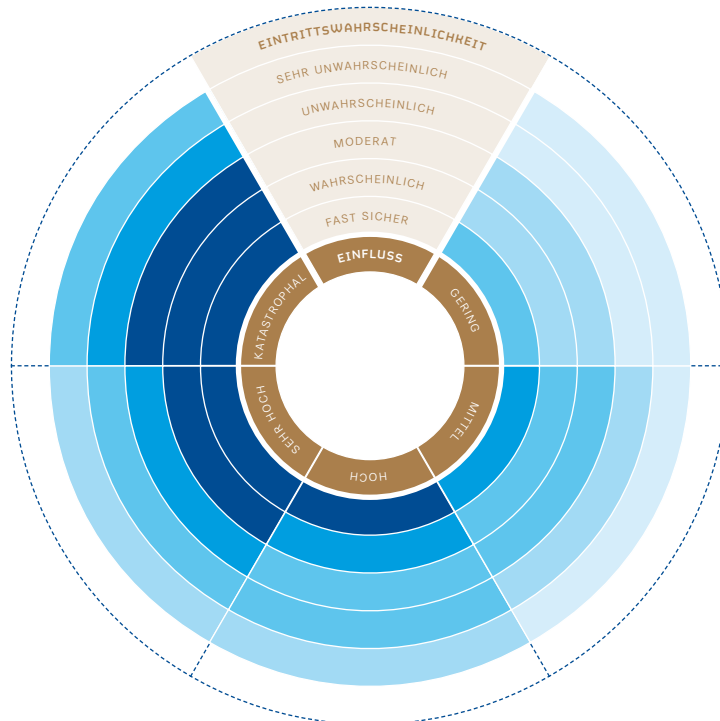 EINTRITTSWAHRSCHEINLICHKEIT
SEHR UNWAHRSCHEINLICH
UNWAHRSCHEINLICH
MODERAT
WAHRSCHEINLICH
FAST SICHER
EINFLUSS
GERING
MITTEL
HOCH
SEHR HOCH
KATASTROPHAL